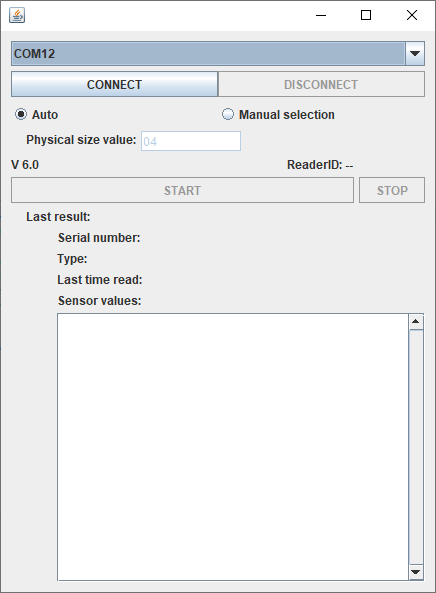 COM12
CONNECT DISCONNECT
Auto Manual selection
Physical size value: 04
V 6.0 ReaderID: --
START STOP
Last result:
Serial number:
Type:
Last time read:
Sensor values: